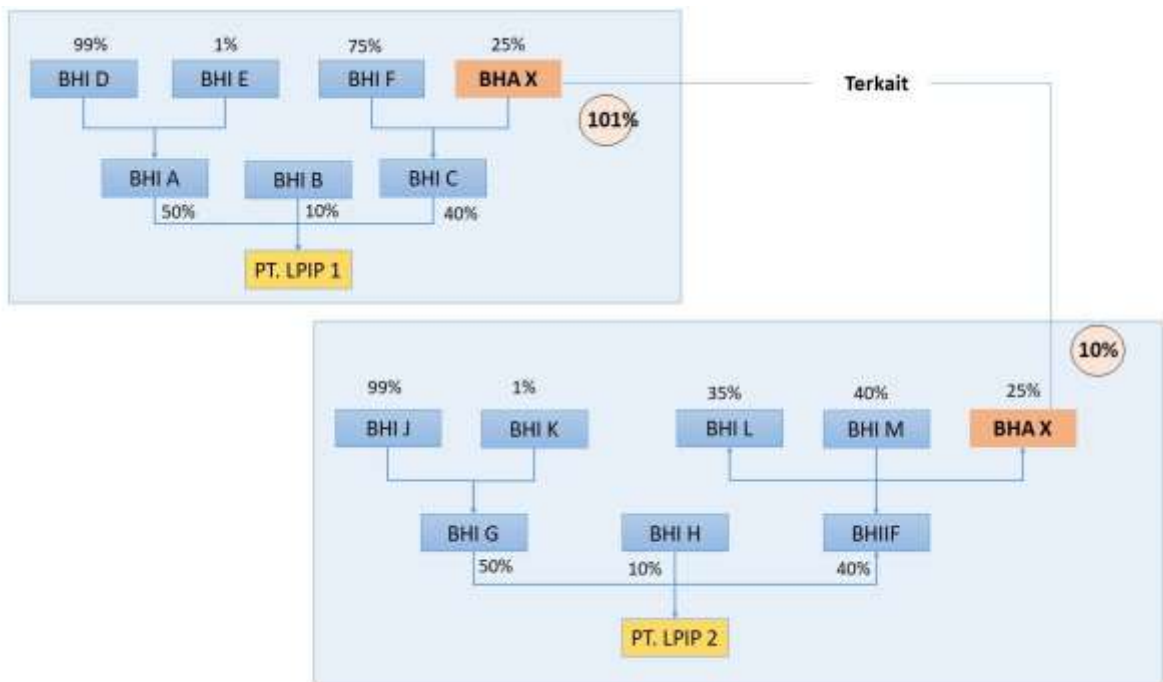 99% 1% 75% 25%
BHI D BHI E BHI F BHA X
Terkait
101%
BHI A BHI B BHI C
50% 10% 40%
PT. LPIP 1
10%
99% 1% 35% 40% 25%
BHI J BHI K BHI L BHI M BHA X
BHI G BHI H BHIIF
50% 10% 40%
PT. LPIP 2